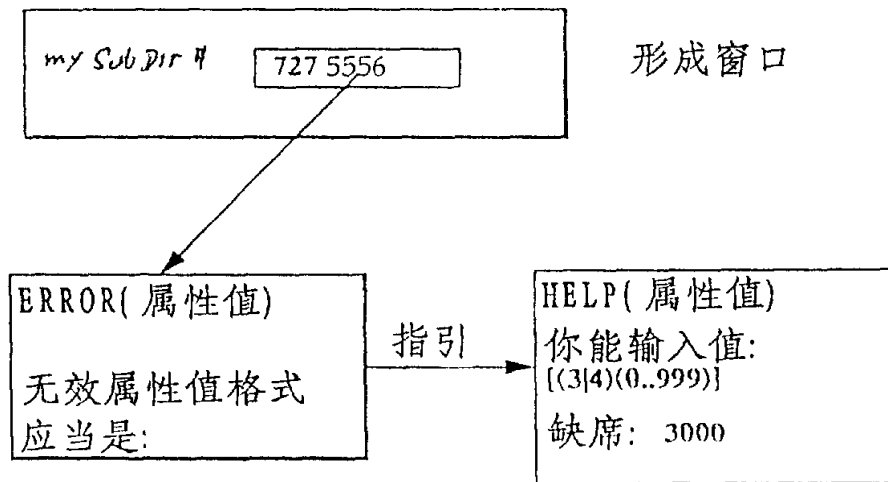 my SubDir #
727 5556
形成窗口
ERROR(属性值)
无效属性值格式
应当是:
指引
HELP(属性值)
你能输入值:
[(3|4)(0..999)]
缺席: 3000